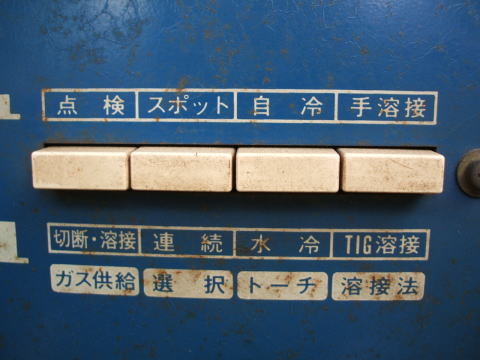 点検 スポット 自冷 手溶接
切断・溶接 連続 水冷 TIG溶接
ガス供給 選択 トーチ 溶接法